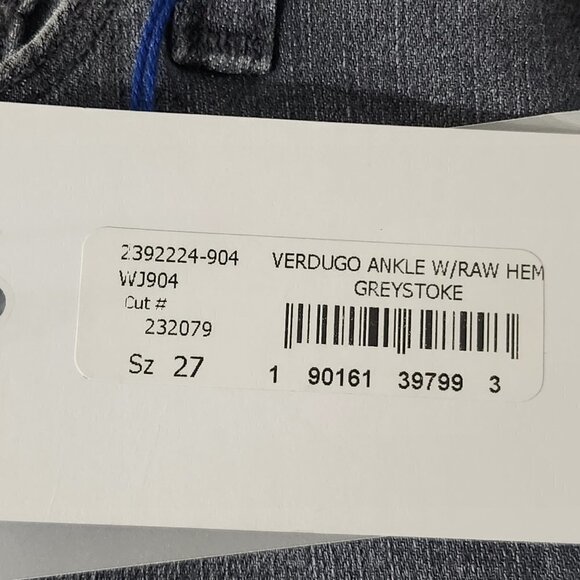 2392224-904
WJ904
Cut #
232079
Sz 27
VERDUGO ANKLE W/RAW HEM
GREYSTOKE
1 90161 39799 3